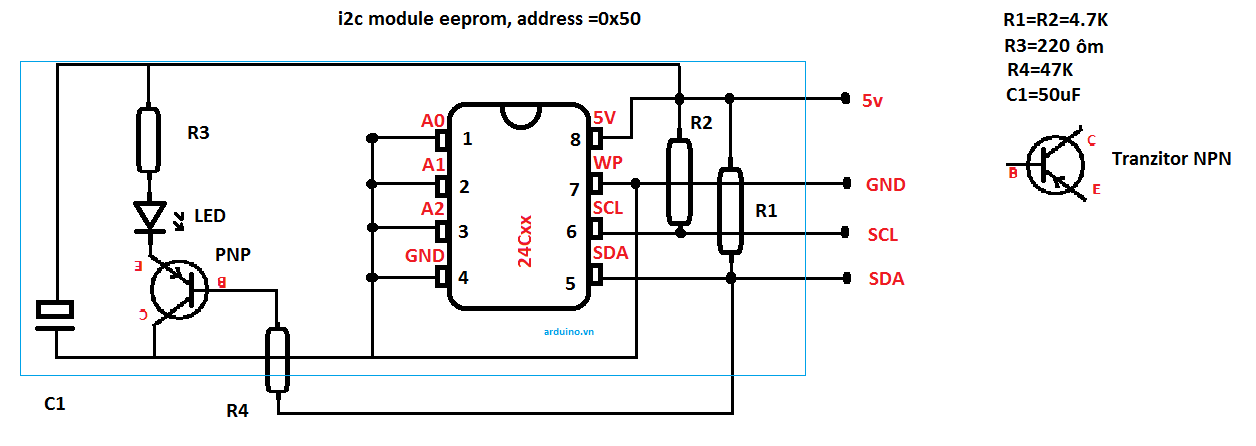 i2c module eeprom, address =0x50
R1=R2=4.7K
R3=220 ôm
R4=47K
C1=50uF
C
B
E
Tranzitor NPN
R3
LED
PNP
E
B
C
C1
R4
A0
A1
A2
GND
1
2
3
4
24Cxx
8
7
6
5
5V
WP
SCL
SDA
arduino.vn
R2
R1
5v
GND
SCL
SDA